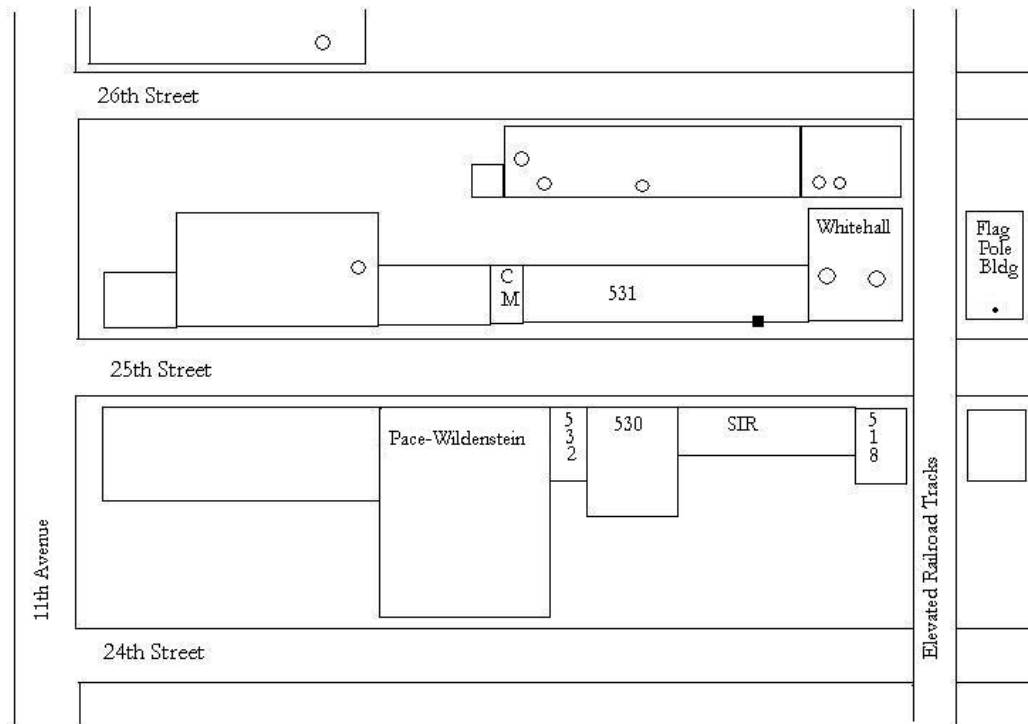 26th Street
Whitehall
Flag
Pole
Bldg
C
M
531
25th Street
Pace-Wildenstein
5
3
2
530
SIR
5
1
8
11th Avenue
Elevated Railroad Tracks
24th Street